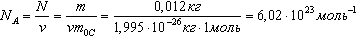 N_A = N/ν = m/(νm_{0C}) = 0,012 кг/(1,995·10^{-26} кг·1 моль) = 6,02·10^{23} моль^{-1}